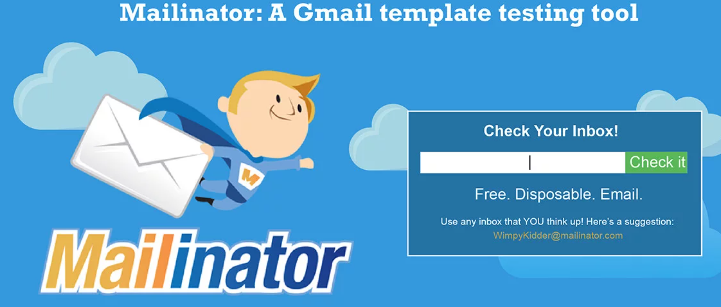 Mailinator: A Gmail template testing tool
Check Your Inbox!
Check it
Free. Disposable. Email.
Use any inbox that YOU think up! Here's a suggestion:
WimpyKidder@mailinator.com
M
Mailinator